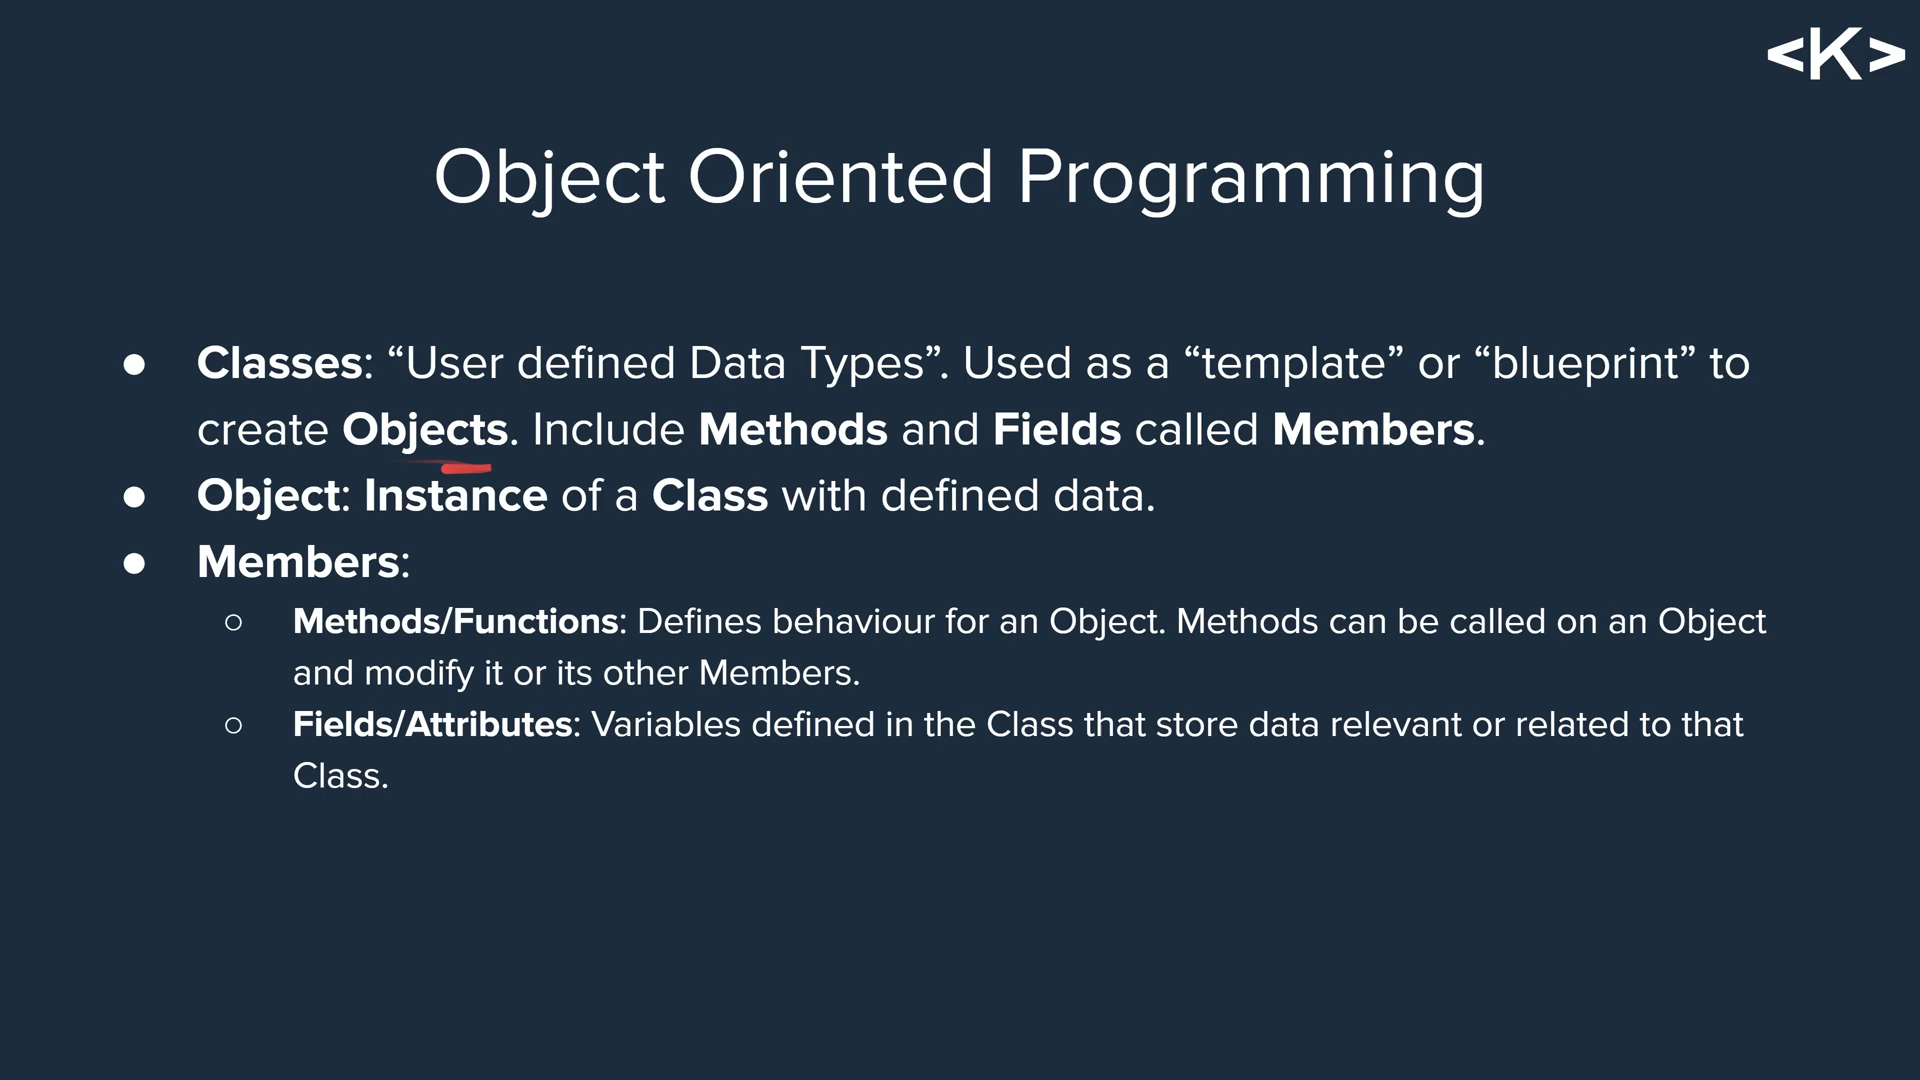 <K>
Object Oriented Programming
● Classes: “User defined Data Types”. Used as a “template” or “blueprint” to
create Objects. Include Methods and Fields called Members.
● Object: Instance of a Class with defined data.
● Members:
○ Methods/Functions: Defines behaviour for an Object. Methods can be called on an Object
and modify it or its other Members.
○ Fields/Attributes: Variables defined in the Class that store data relevant or related to that
Class.